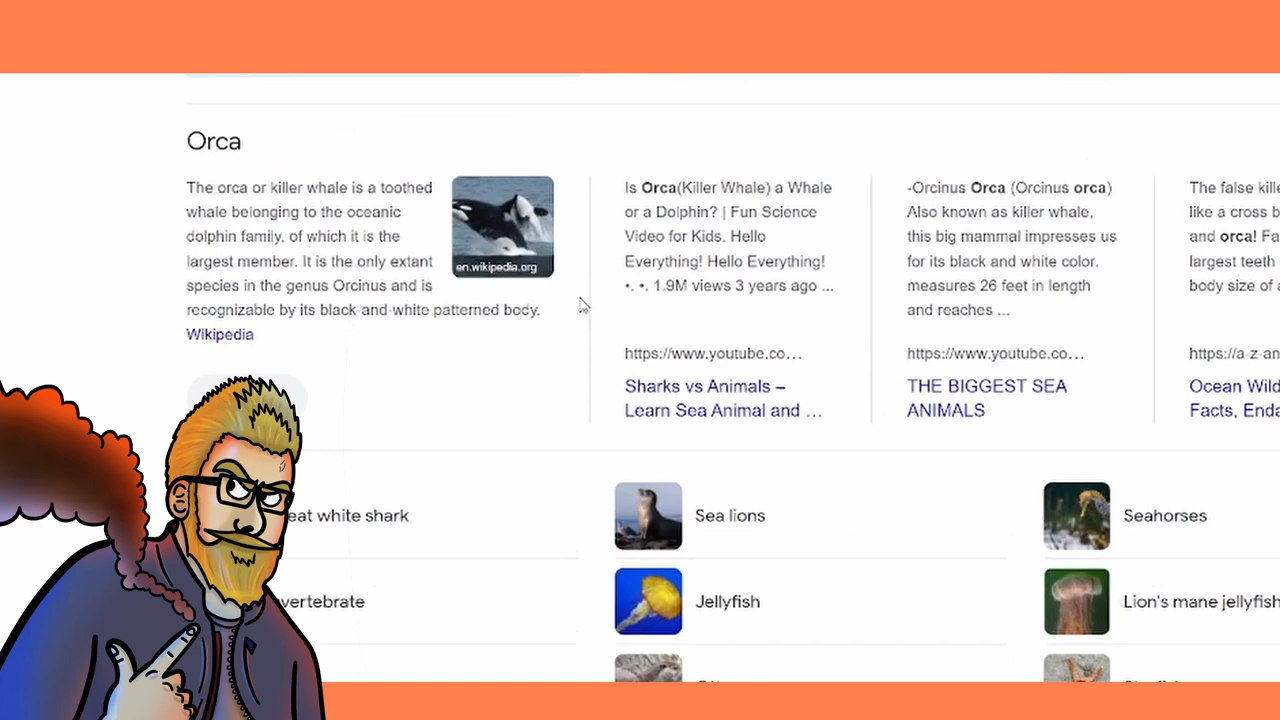 Orca
The orca or killer whale is a toothed
whale belonging to the oceanic
dolphin family, of which it is the
largest member. It is the only extant
species in the genus Orcinus and is
recognizable by its black-and-white patterned body.
Wikipedia
en.wikipedia.org
Is Orca(Killer Whale) a Whale
or a Dolphin? | Fun Science
Video for Kids. Hello
Everything! Hello Everything!
•. •. 1.9M views 3 years ago ...
https://www.youtube.co...
Sharks vs Animals –
Learn Sea Animal and ...
-Orcinus Orca (Orcinus orca)
Also known as killer whale,
this big mammal impresses us
for its black and white color.
measures 26 feet in length
and reaches ...
https://www.youtube.co...
THE BIGGEST SEA
ANIMALS
The false kille
like a cross b
and orca! Fa
largest teeth
body size of a
https://a-z-an
Ocean Wild
Facts, Enda
eat white shark
Sea lions
Seahorses
vertebrate
Jellyfish
Lion's mane jellyfish